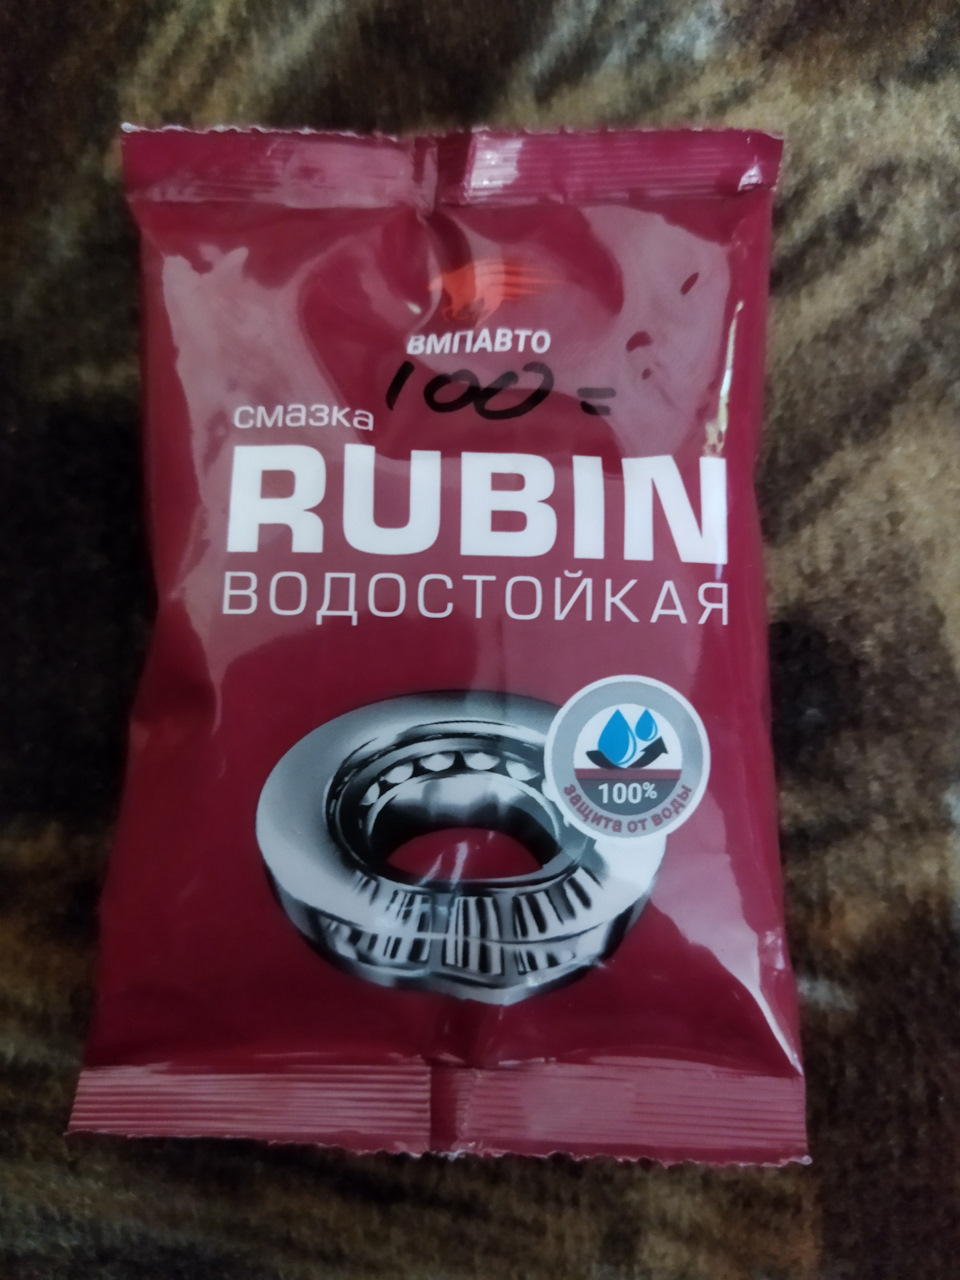 ВМПАВТО
100=
смазка
RUBIN
ВОДОСТОЙКАЯ
100%
защита от воды